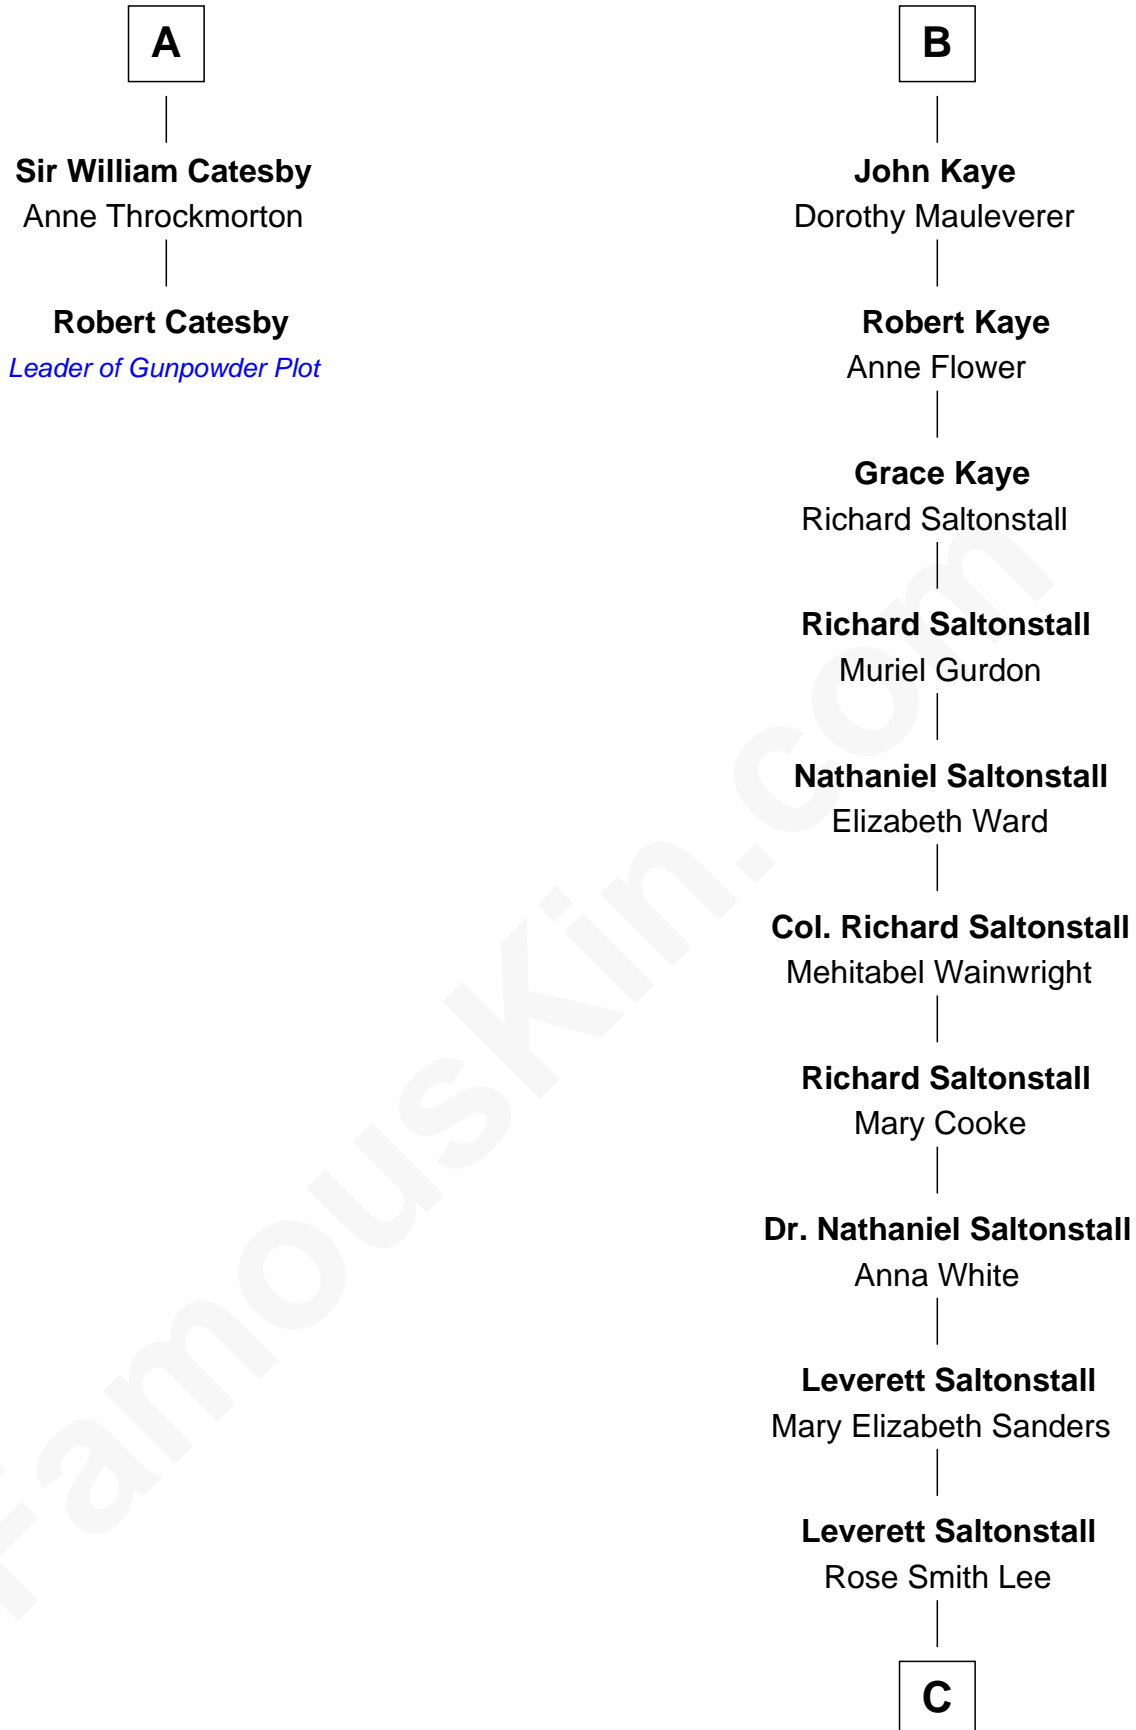 A
Sir William Catesby
Anne Throckmorton
Robert Catesby
Leader of Gunpowder Plot
B
John Kaye
Dorothy Mauleverer
Robert Kaye
Anne Flower
Grace Kaye
Richard Saltonstall
Richard Saltonstall
Muriel Gurdon
Nathaniel Saltonstall
Elizabeth Ward
Col. Richard Saltonstall
Mehitabel Wainwright
Richard Saltonstall
Mary Cooke
Dr. Nathaniel Saltonstall
Anna White
Leverett Saltonstall
Mary Elizabeth Sanders
Leverett Saltonstall
Rose Smith Lee
C
FamousKin.com